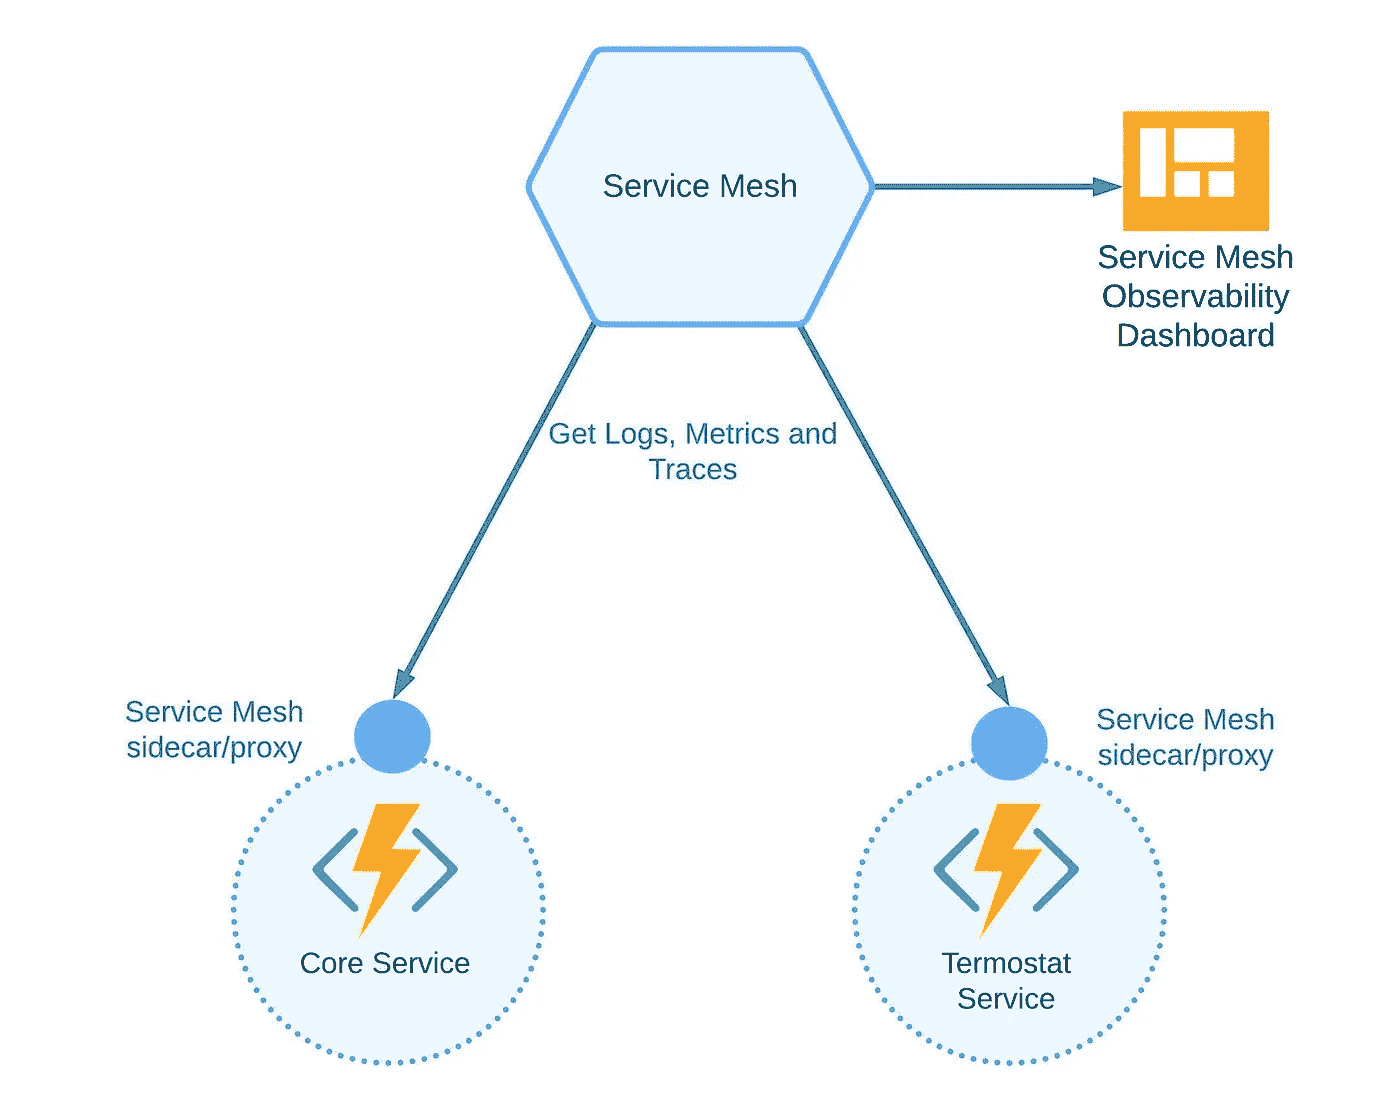 Service Mesh
Service Mesh
Observability
Dashboard
Get Logs, Metrics and
Traces
Service Mesh
sidecar/proxy
Service Mesh
sidecar/proxy
Core Service
Termostat
Service